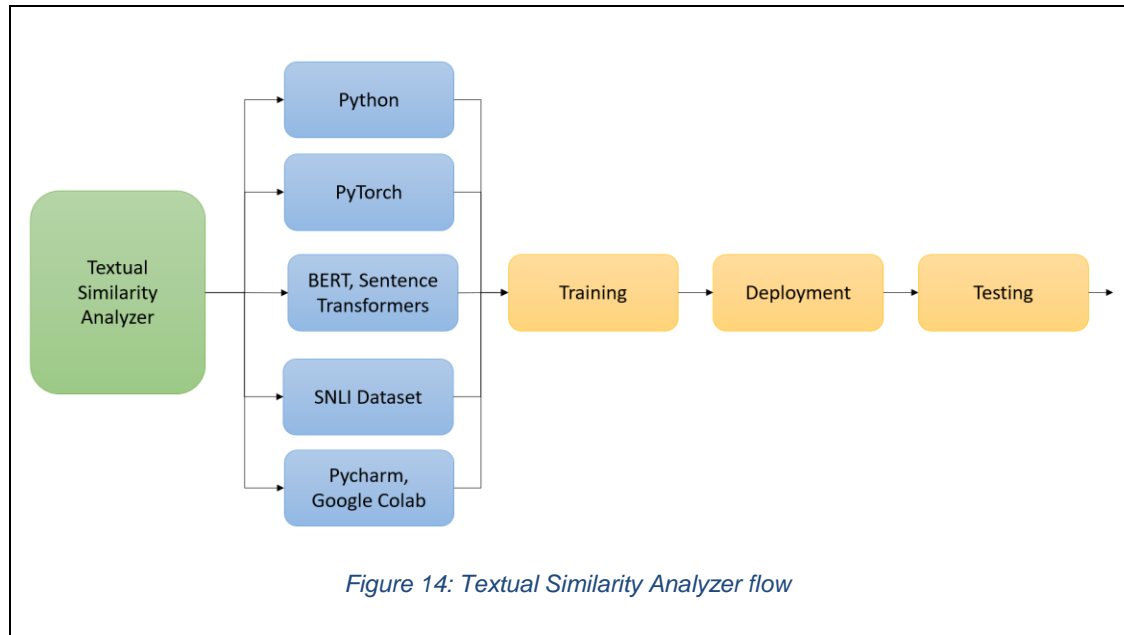 Textual
Similarity
Analyzer
Python
PyTorch
BERT, Sentence
Transformers
SNLI Dataset
Pycharm,
Google Colab
Training
Deployment
Testing
Figure 14: Textual Similarity Analyzer flow